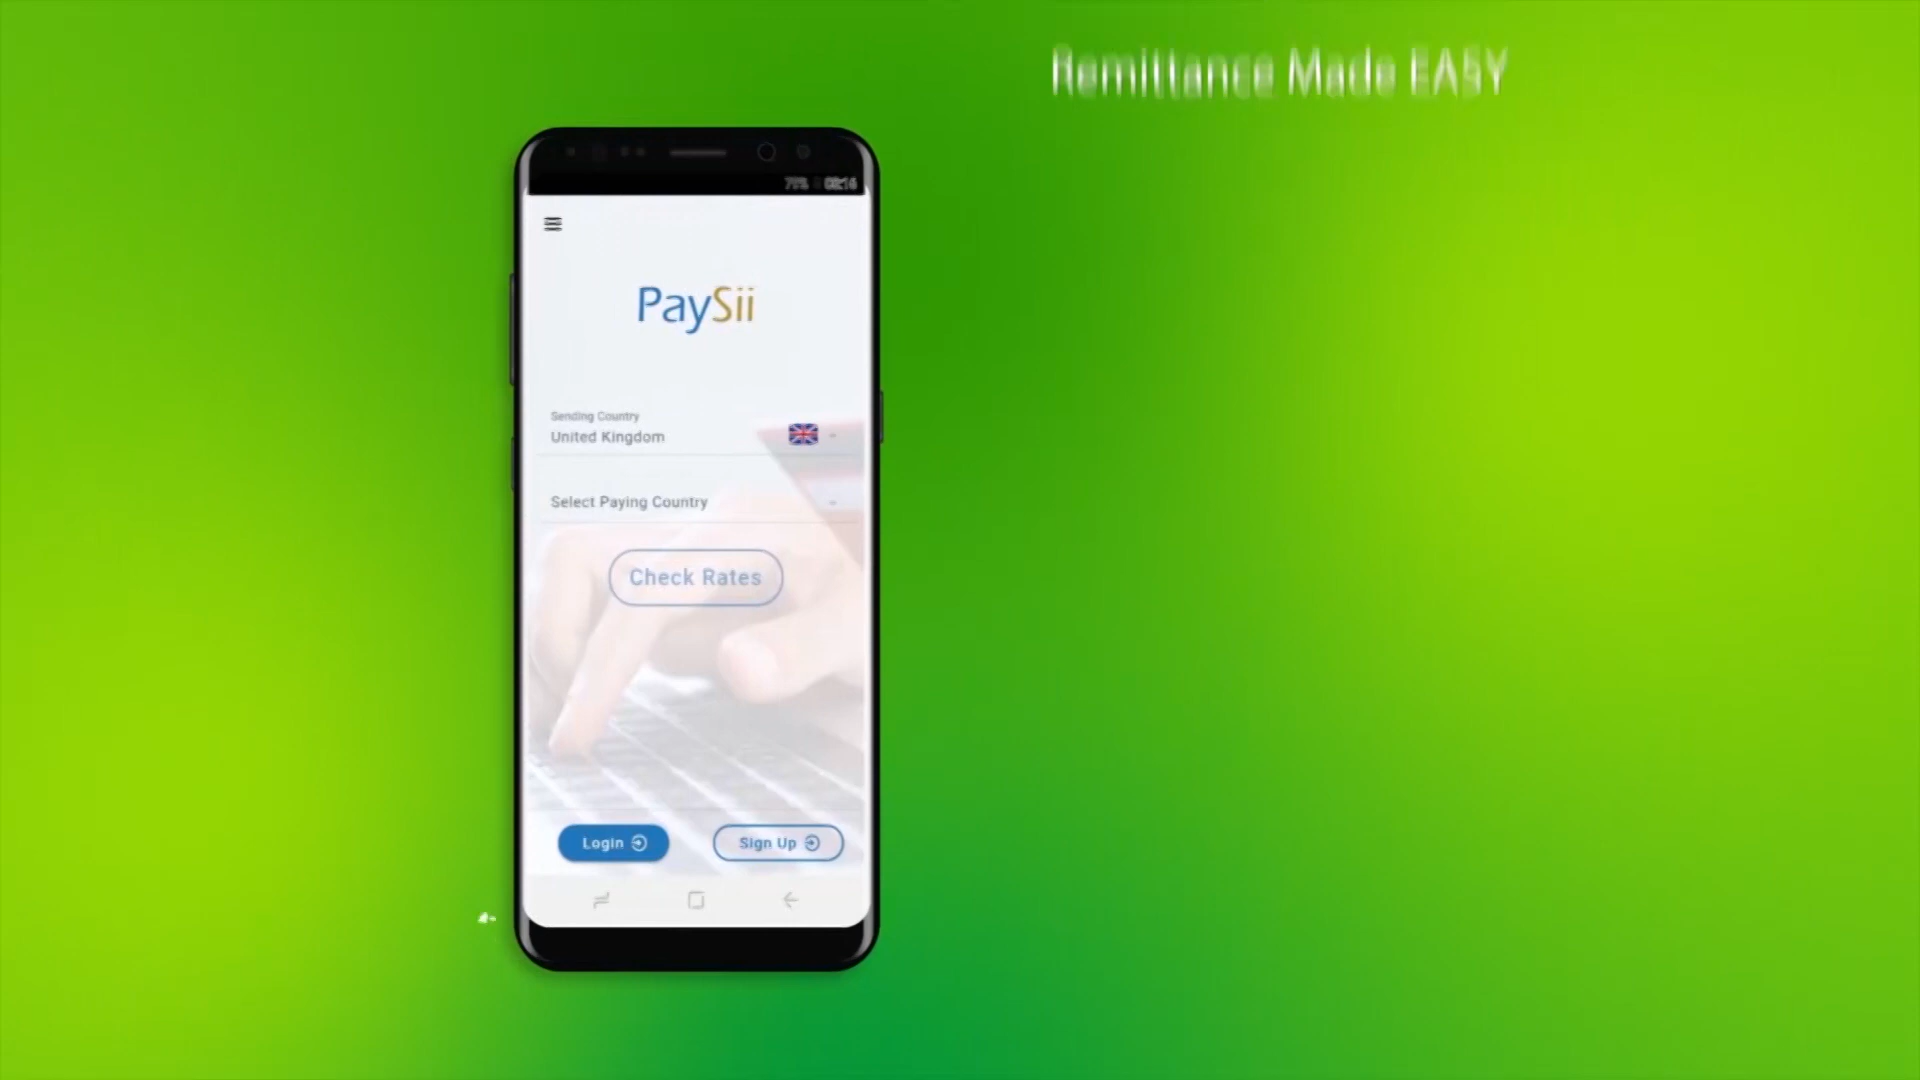 Remittance Made EASY
PaySii
Sending Country
United Kingdom
Select Paying Country
Check Rates
Login
Sign Up